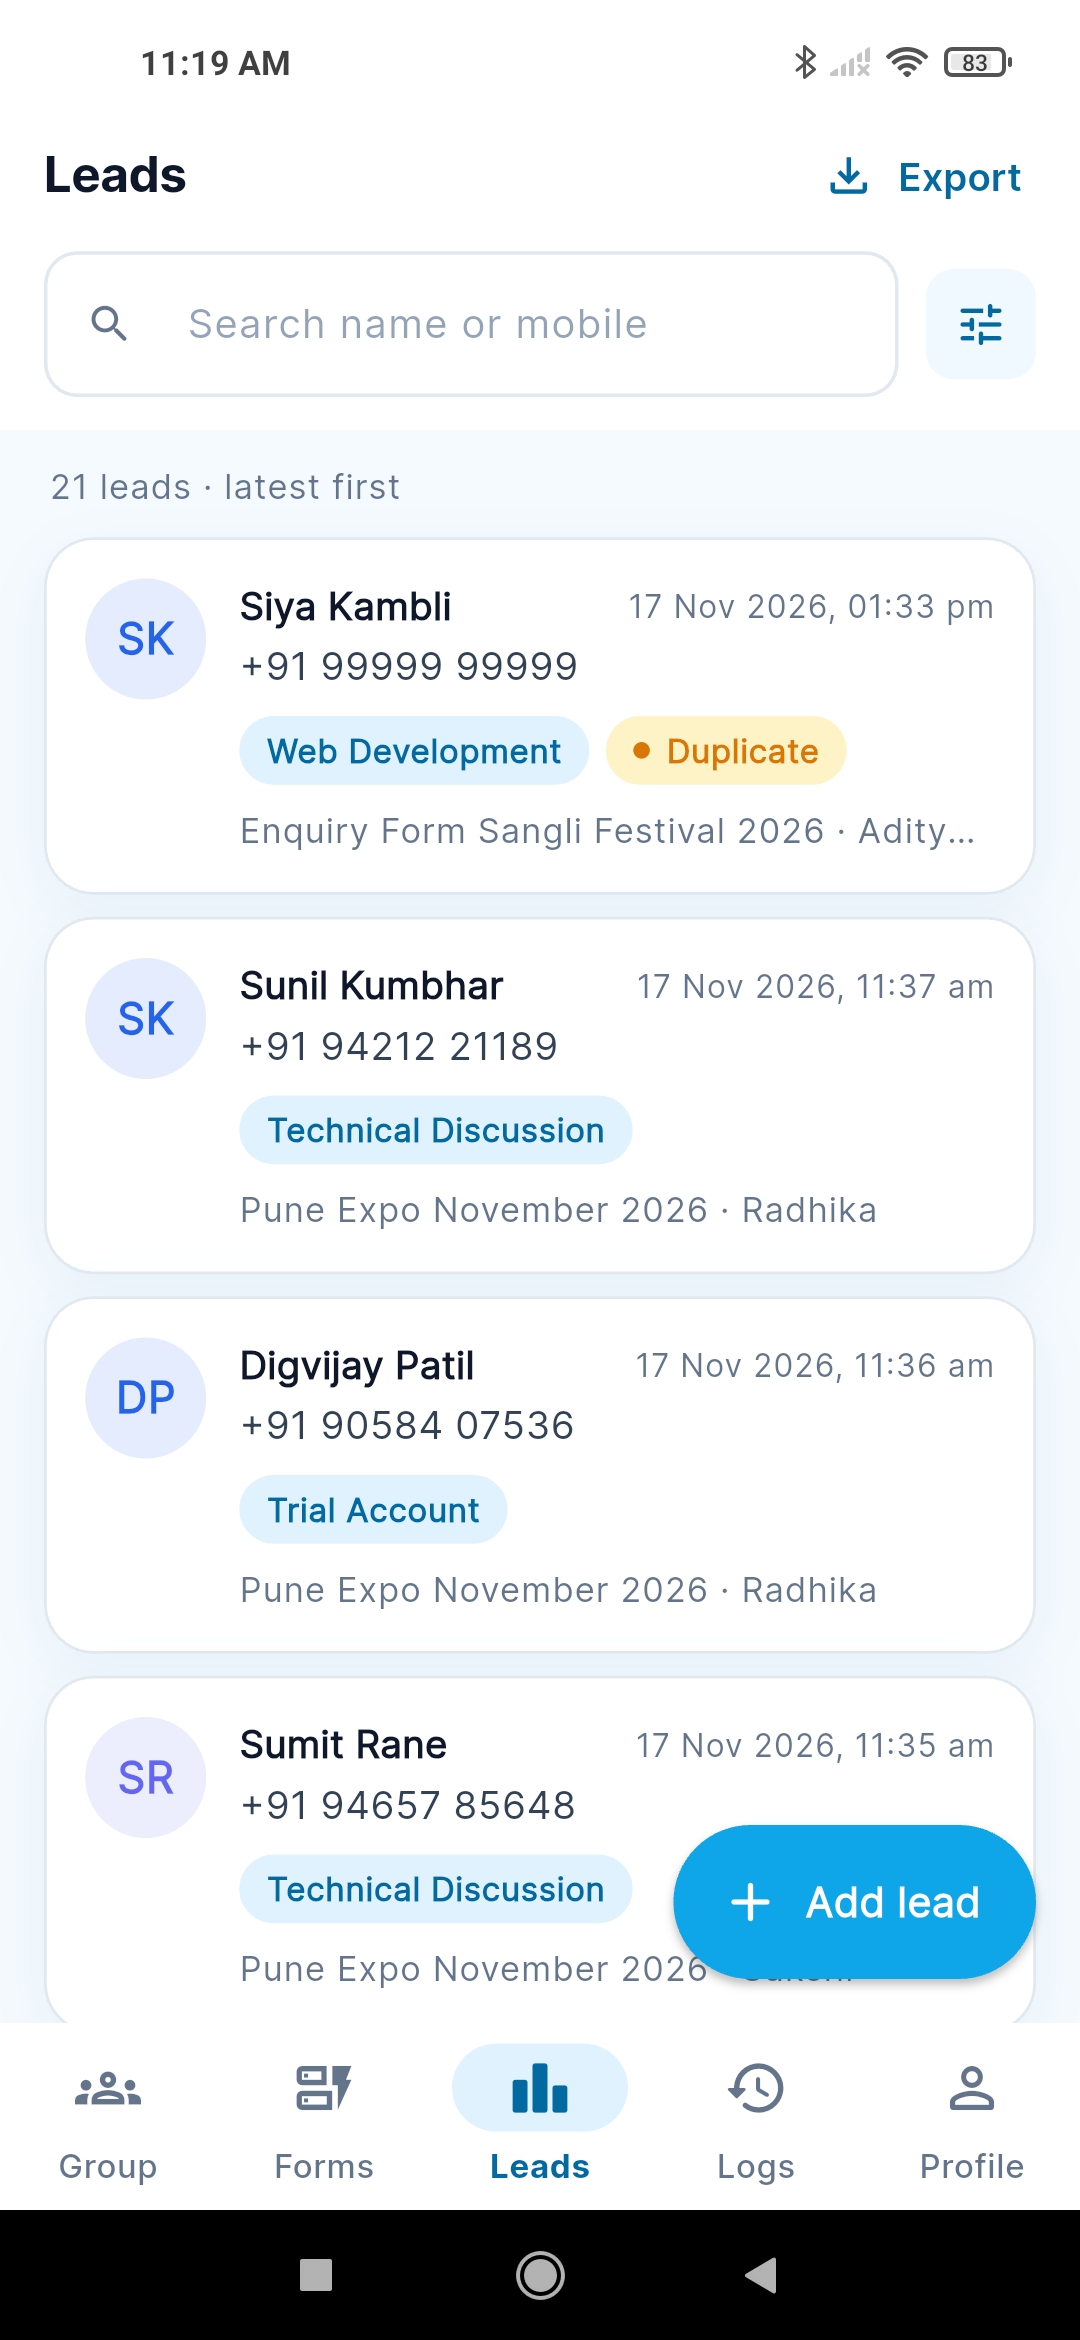 11:19 AM
83
Leads
Export
Search name or mobile
21 leads · latest first
SK
Siya Kambli
17 Nov 2026, 01:33 pm
+91 99999 99999
Web Development
Duplicate
Enquiry Form Sangli Festival 2026 · Adity...
SK
Sunil Kumbhar
17 Nov 2026, 11:37 am
+91 94212 21189
Technical Discussion
Pune Expo November 2026 · Radhika
DP
Digvijay Patil
17 Nov 2026, 11:36 am
+91 90584 07536
Trial Account
Pune Expo November 2026 · Radhika
SR
Sumit Rane
17 Nov 2026, 11:35 am
+91 94657 85648
Technical Discussion
Add lead
Pune Expo November 2026
Group
Forms
Leads
Logs
Profile